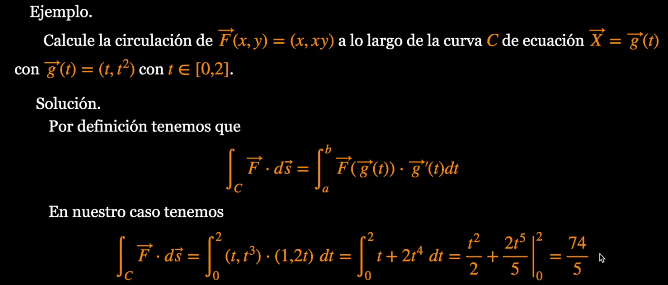 Ejemplo.
Calcule la circulación de $\overrightarrow{F}(x, y) = (x, xy)$ a lo largo de la curva $C$ de ecuación $\overrightarrow{X} = \overrightarrow{g}(t)$
con $\overrightarrow{g}(t) = (t, t^2)$ con $t \in [0,2]$.
Solución.
Por definición tenemos que
$\int_C \overrightarrow{F} \cdot d\vec{s} = \int_a^b \overrightarrow{F}(\overrightarrow{g}(t)) \cdot \overrightarrow{g}'(t)dt$
En nuestro caso tenemos
$\int_C \overrightarrow{F} \cdot d\vec{s} = \int_0^2 (t, t^3) \cdot (1,2t) \, dt = \int_0^2 t + 2t^4 \, dt = \frac{t^2}{2} + \frac{2t^5}{5} \Big|_0^2 = \frac{74}{5}$